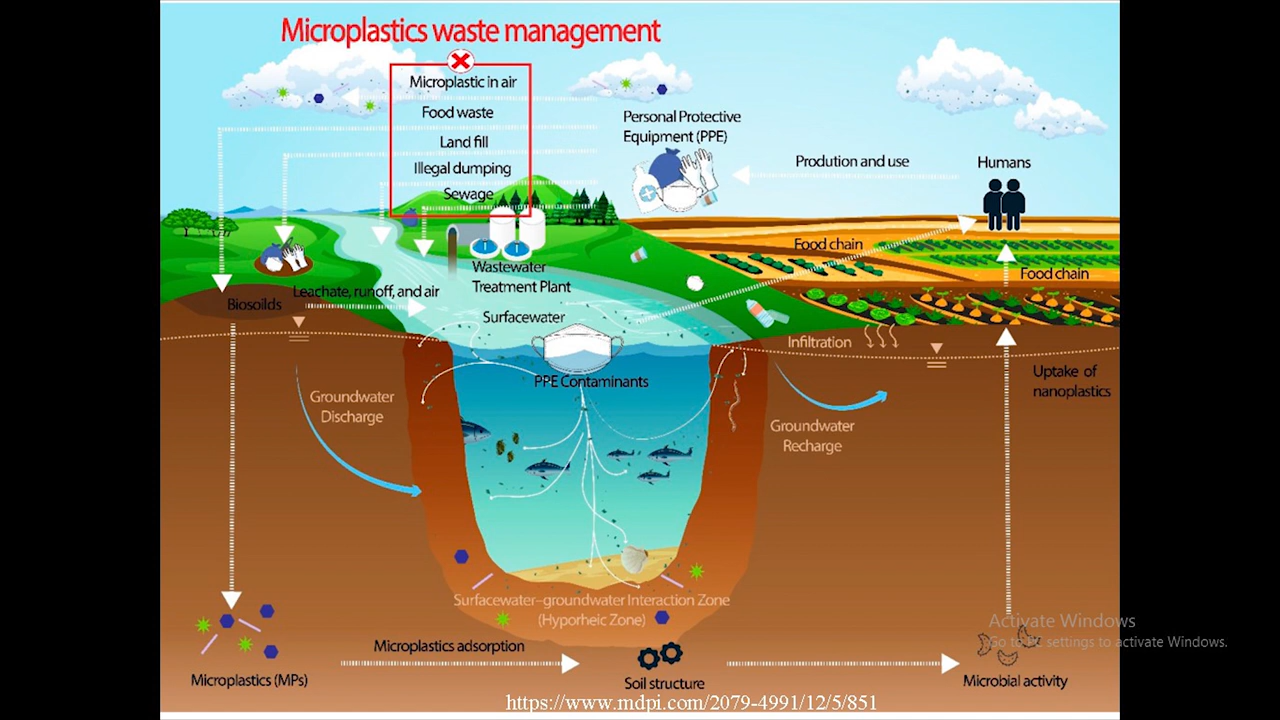 Microplastics waste management
Microplastic in air
Food waste
Land fill
Illegal dumping
Sewage
Personal Protective
Equipment (PPE)
Prodution and use
Humans
Food chain
Food chain
Wastewater
Treatment Plant
Biosoilds
Leachate, runoff, and air
Surfacewater
PPE Contaminants
Infiltration
Uptake of
nanoplastics
Groundwater
Discharge
Groundwater
Recharge
Surfacewater–groundwater Interaction Zone
(Hyporheic Zone)
Activate Windows
Go to PC settings to activate Windows.
Microplastics adsorption
Microplastics (MPs)
Soil structure
Microbial activity
https://www.mdpi.com/2079-4991/12/5/851